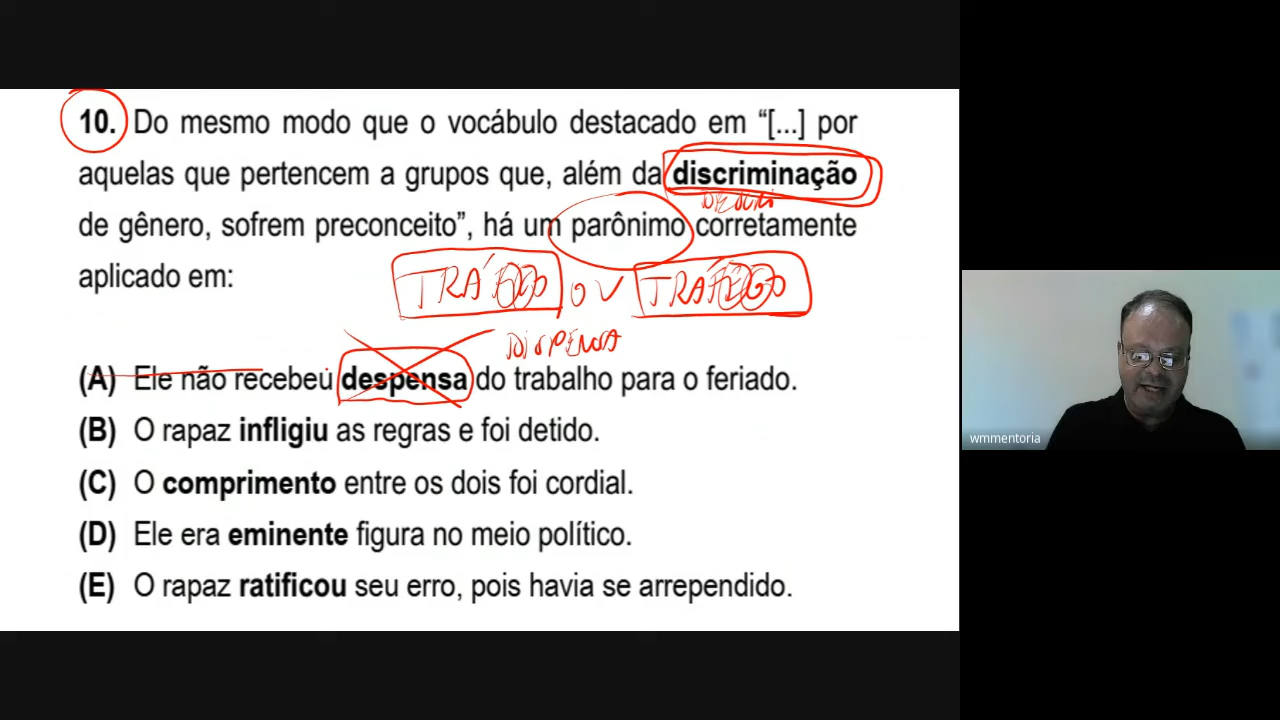 10. Do mesmo modo que o vocábulo destacado em “[...] por
aquelas que pertencem a grupos que, além da discriminação
de gênero, sofrem preconceito”, há um parônimo corretamente
aplicado em:
TRÁFEGO OU TRÁFEGO
DISPENSA
(A) Ele não recebeu despensa do trabalho para o feriado.
(B) O rapaz infligiu as regras e foi detido.
(C) O comprimento entre os dois foi cordial.
(D) Ele era eminente figura no meio político.
(E) O rapaz ratificou seu erro, pois havia se arrependido.
wmmentoria